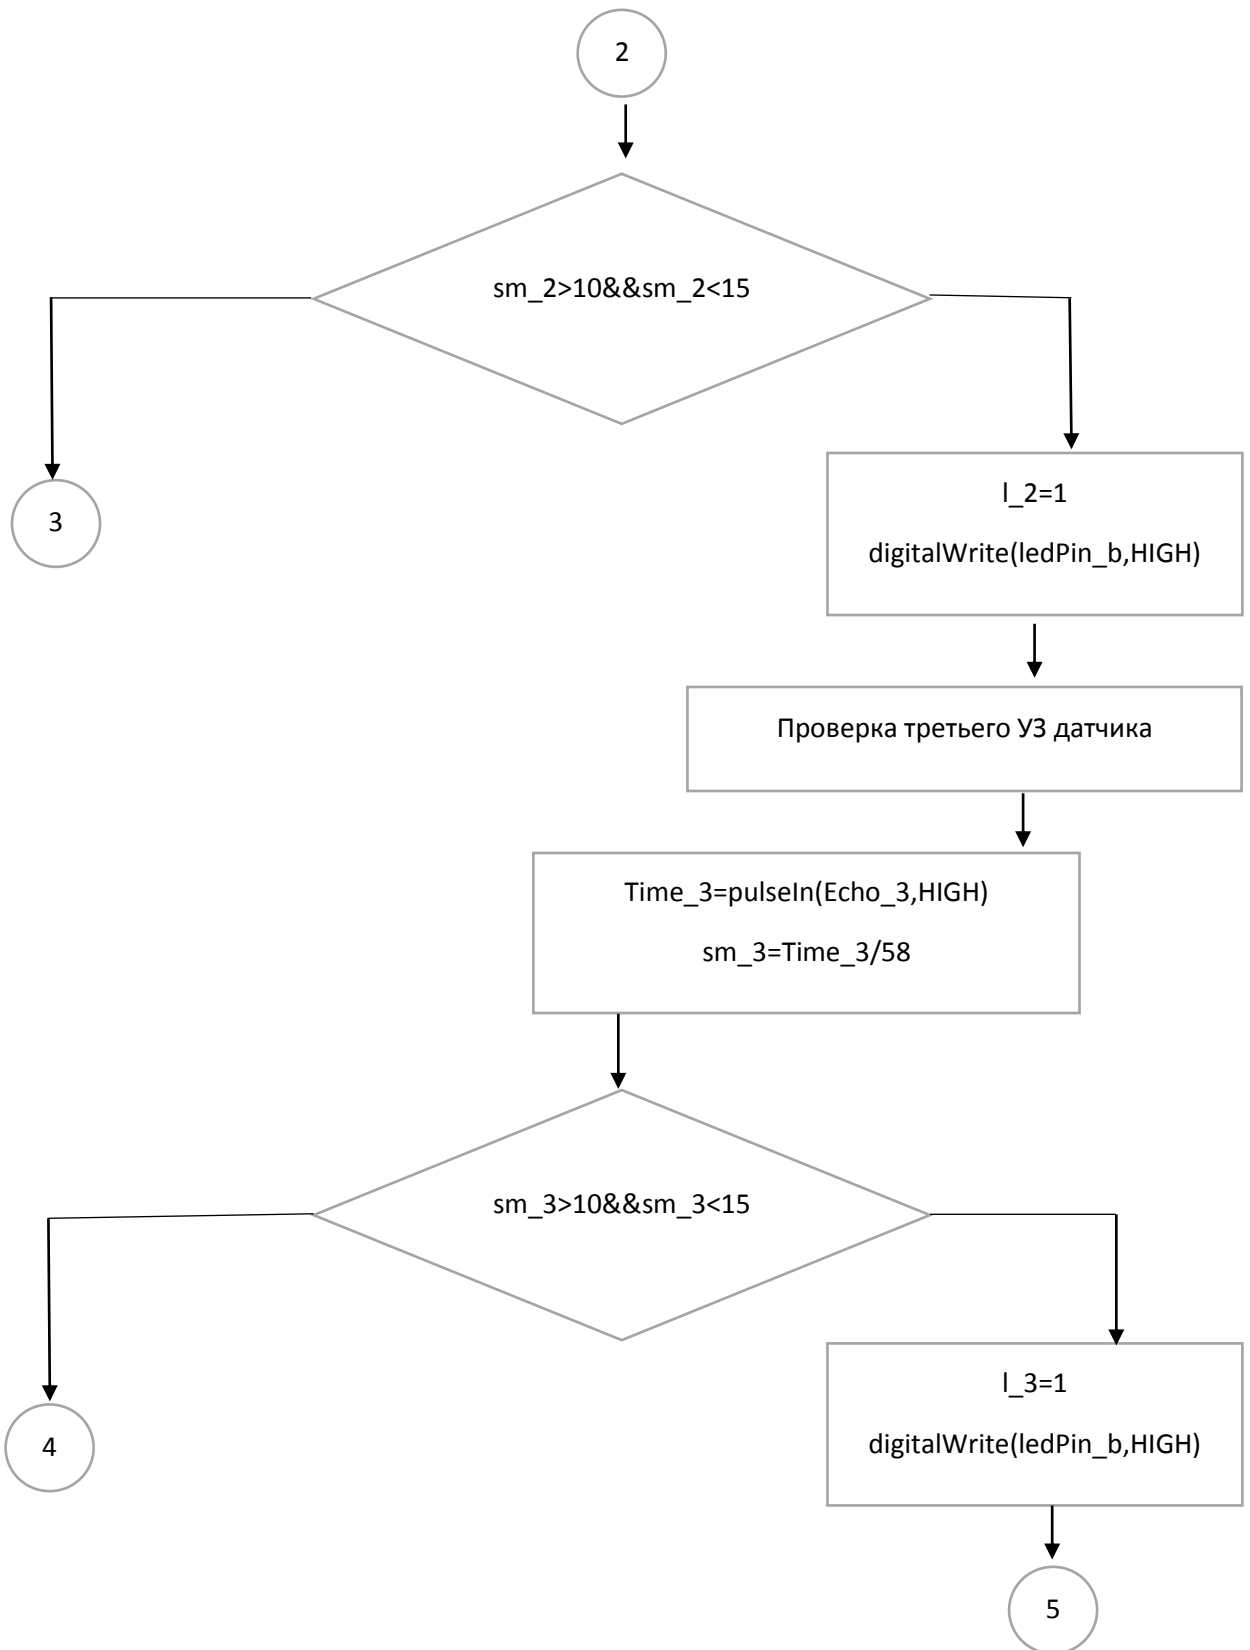 2
sm_2>10&&sm_2<15
3
l_2=1
digitalWrite(ledPin_b,HIGH)
Проверка третьего УЗ датчика
Time_3=pulseIn(Echo_3,HIGH)
sm_3=Time_3/58
sm_3>10&&sm_3<15
4
l_3=1
digitalWrite(ledPin_b,HIGH)
5